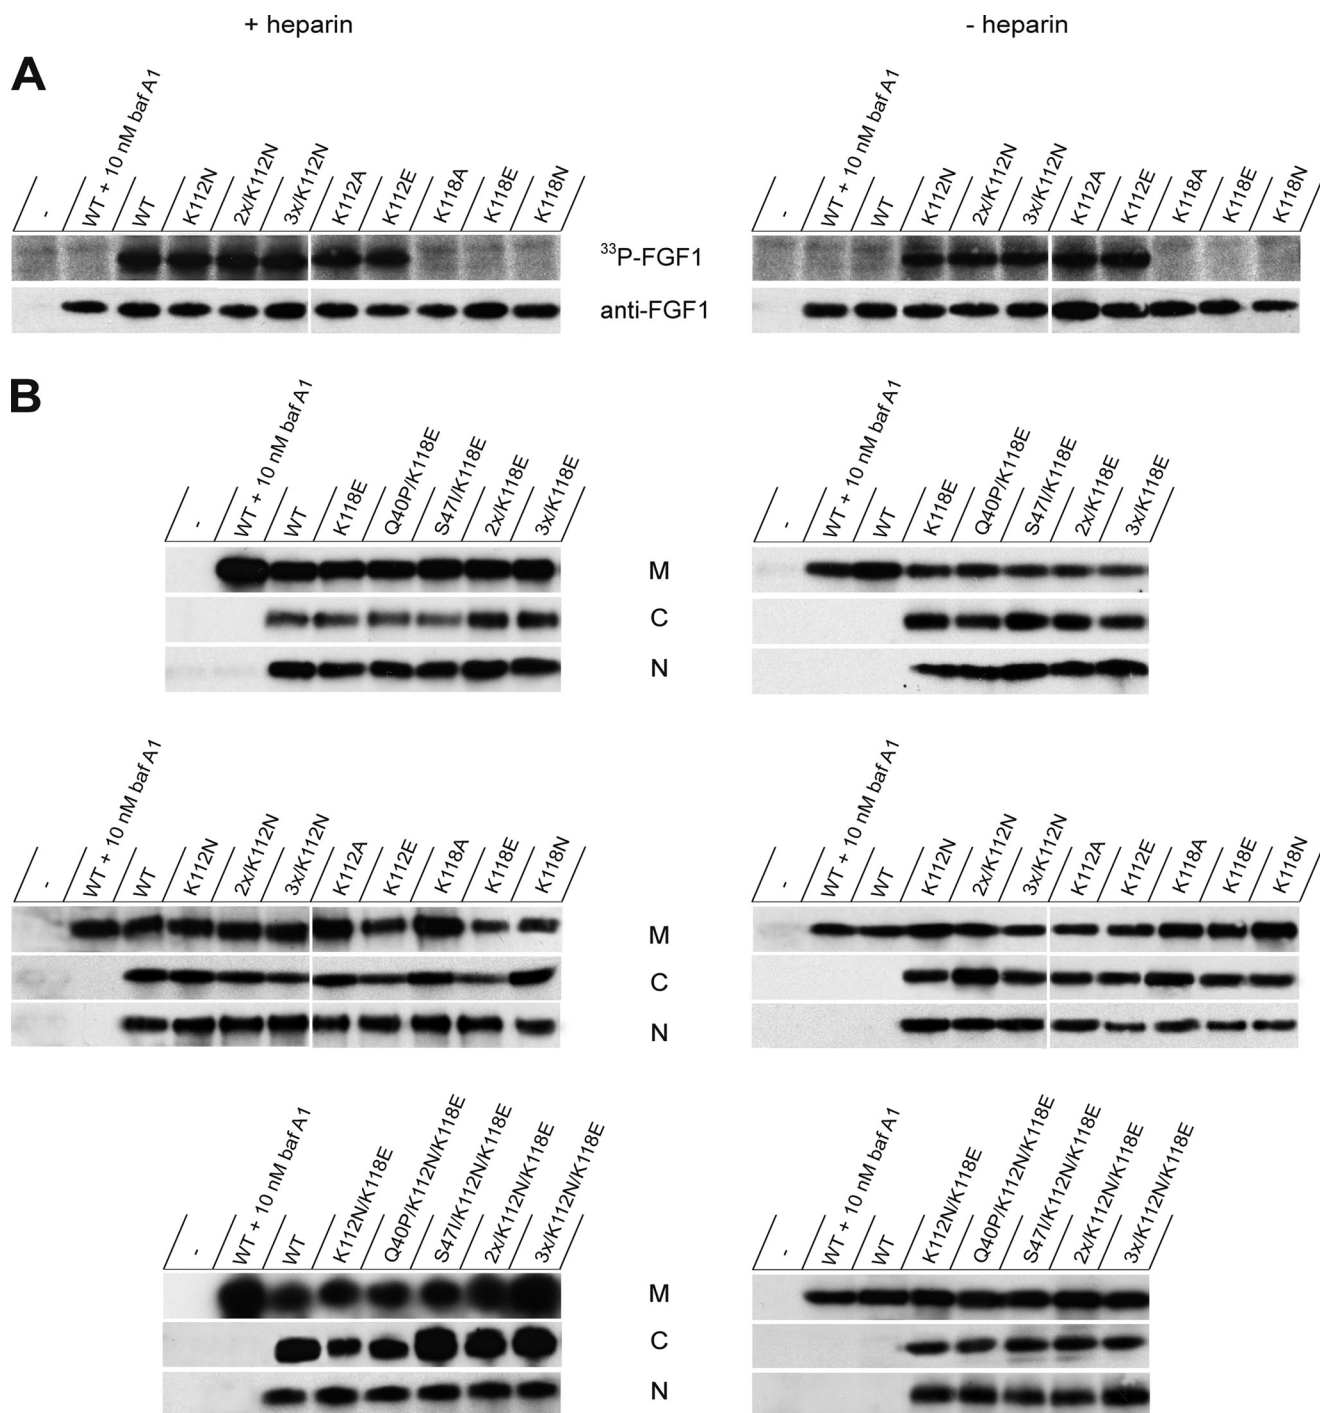 + heparin - heparin
A
- WT + 10 nM baf A1 WT K112N 2x/K112N 3x/K112N K112A K112E K118A K118E K118N
- WT + 10 nM baf A1 WT K112N 2x/K112N 3x/K112N K112A K112E K118A K118E K118N
³³P-FGF1
anti-FGF1
B
- WT + 10 nM baf A1 WT K118E Q40P/K118E S47I/K118E 2x/K118E 3x/K118E
- WT + 10 nM baf A1 WT K118E Q40P/K118E S47I/K118E 2x/K118E 3x/K118E
M
C
N
- WT + 10 nM baf A1 WT K112N 2x/K112N 3x/K112N K112A K112E K118A K118E K118N
- WT + 10 nM baf A1 WT K112N 2x/K112N 3x/K112N K112A K112E K118A K118E K118N
M
C
N
- WT + 10 nM baf A1 WT K112N/K118E Q40P/K112N/K118E S47I/K112N/K118E 2x/K112N/K118E 3x/K112N/K118E
- WT + 10 nM baf A1 WT K112N/K118E Q40P/K112N/K118E S47I/K112N/K118E 2x/K112N/K118E 3x/K112N/K118E
M
C
N